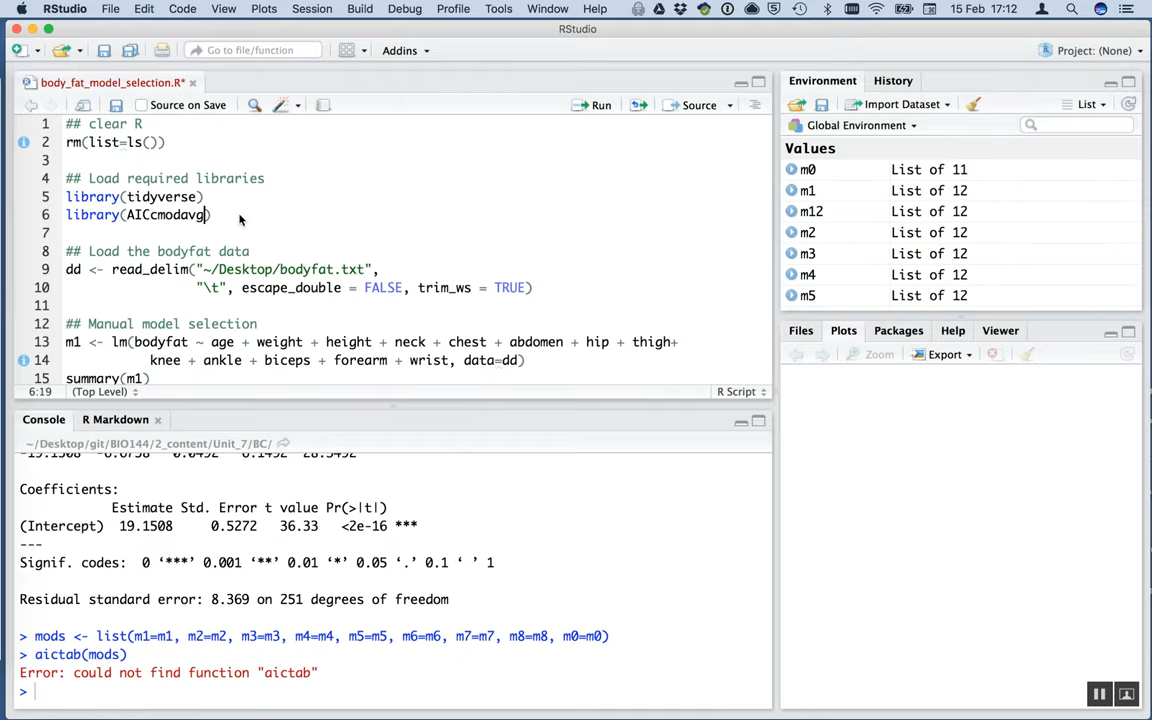 RStudio File Edit Code View Plots Session Build Debug Profile Tools Window Help 15 Feb 17:12
RStudio
Go to file/function Addins Project: (None)
body_fat_model_selection.R*
Source on Save Run Source
1 ## clear R
2 rm(list=ls())
3
4 ## Load required libraries
5 library(tidyverse)
6 library(AICcmodavg)
7
8 ## Load the bodyfat data
9 dd <- read_delim("~/Desktop/bodyfat.txt",
10 "\t", escape_double = FALSE, trim_ws = TRUE)
11
12 ## Manual model selection
13 m1 <- lm(bodyfat ~ age + weight + height + neck + chest + abdomen + hip + thigh+
14 knee + ankle + biceps + forearm + wrist, data=dd)
15 summary(m1)
6:19 (Top Level) R Script
Console R Markdown
~/Desktop/git/BIO144/2_content/Unit_7/BC/
Coefficients:
Estimate Std. Error t value Pr(>|t|)
(Intercept) 19.1508 0.5272 36.33 <2e-16 ***
---
Signif. codes: 0 ‘***’ 0.001 ‘**’ 0.01 ‘*’ 0.05 ‘.’ 0.1 ‘ ’ 1
Residual standard error: 8.369 on 251 degrees of freedom
> mods <- list(m1=m1, m2=m2, m3=m3, m4=m4, m5=m5, m6=m6, m7=m7, m8=m8, m0=m0)
> aictab(mods)
Error: could not find function "aictab"
>
Environment History
Import Dataset List
Global Environment
Values
m0 List of 11
m1 List of 12
m12 List of 12
m2 List of 12
m3 List of 12
m4 List of 12
m5 List of 12
Files Plots Packages Help Viewer
Zoom Export